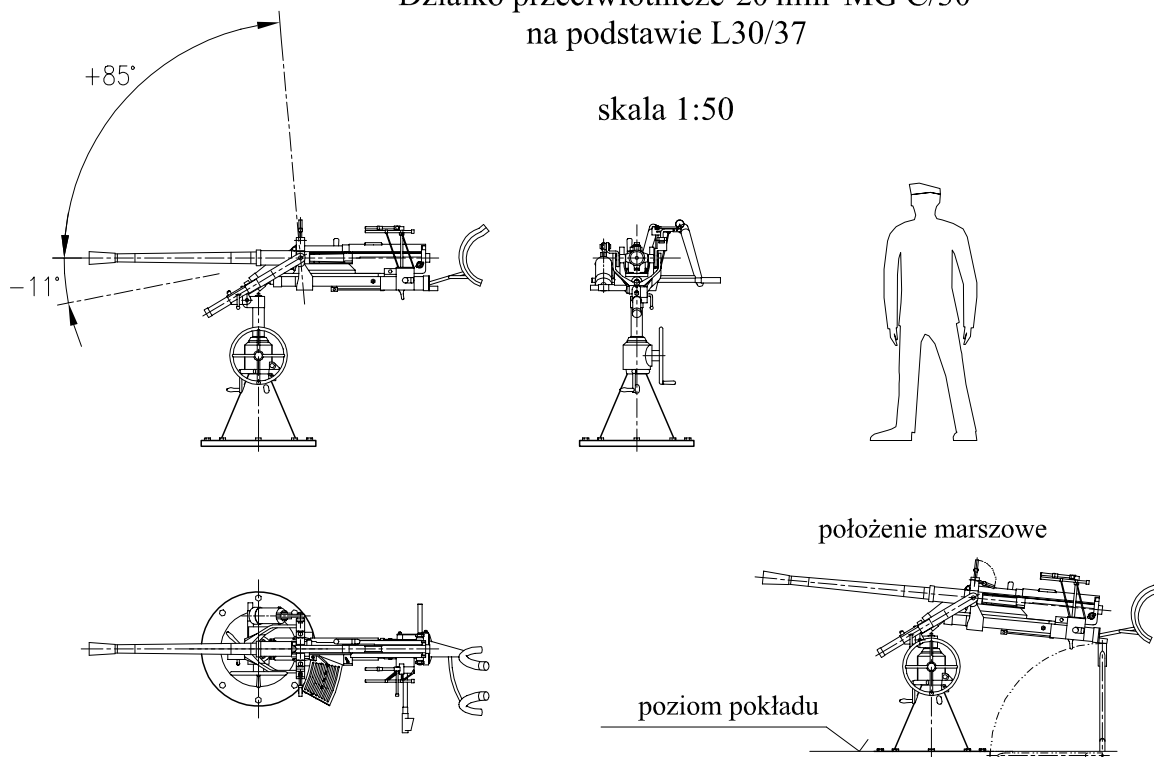 Działko przeciwlotnicze 20 mm MG C/30
na podstawie L30/37
skala 1:50
+85°
-11°
położenie marszowe
poziom pokładu